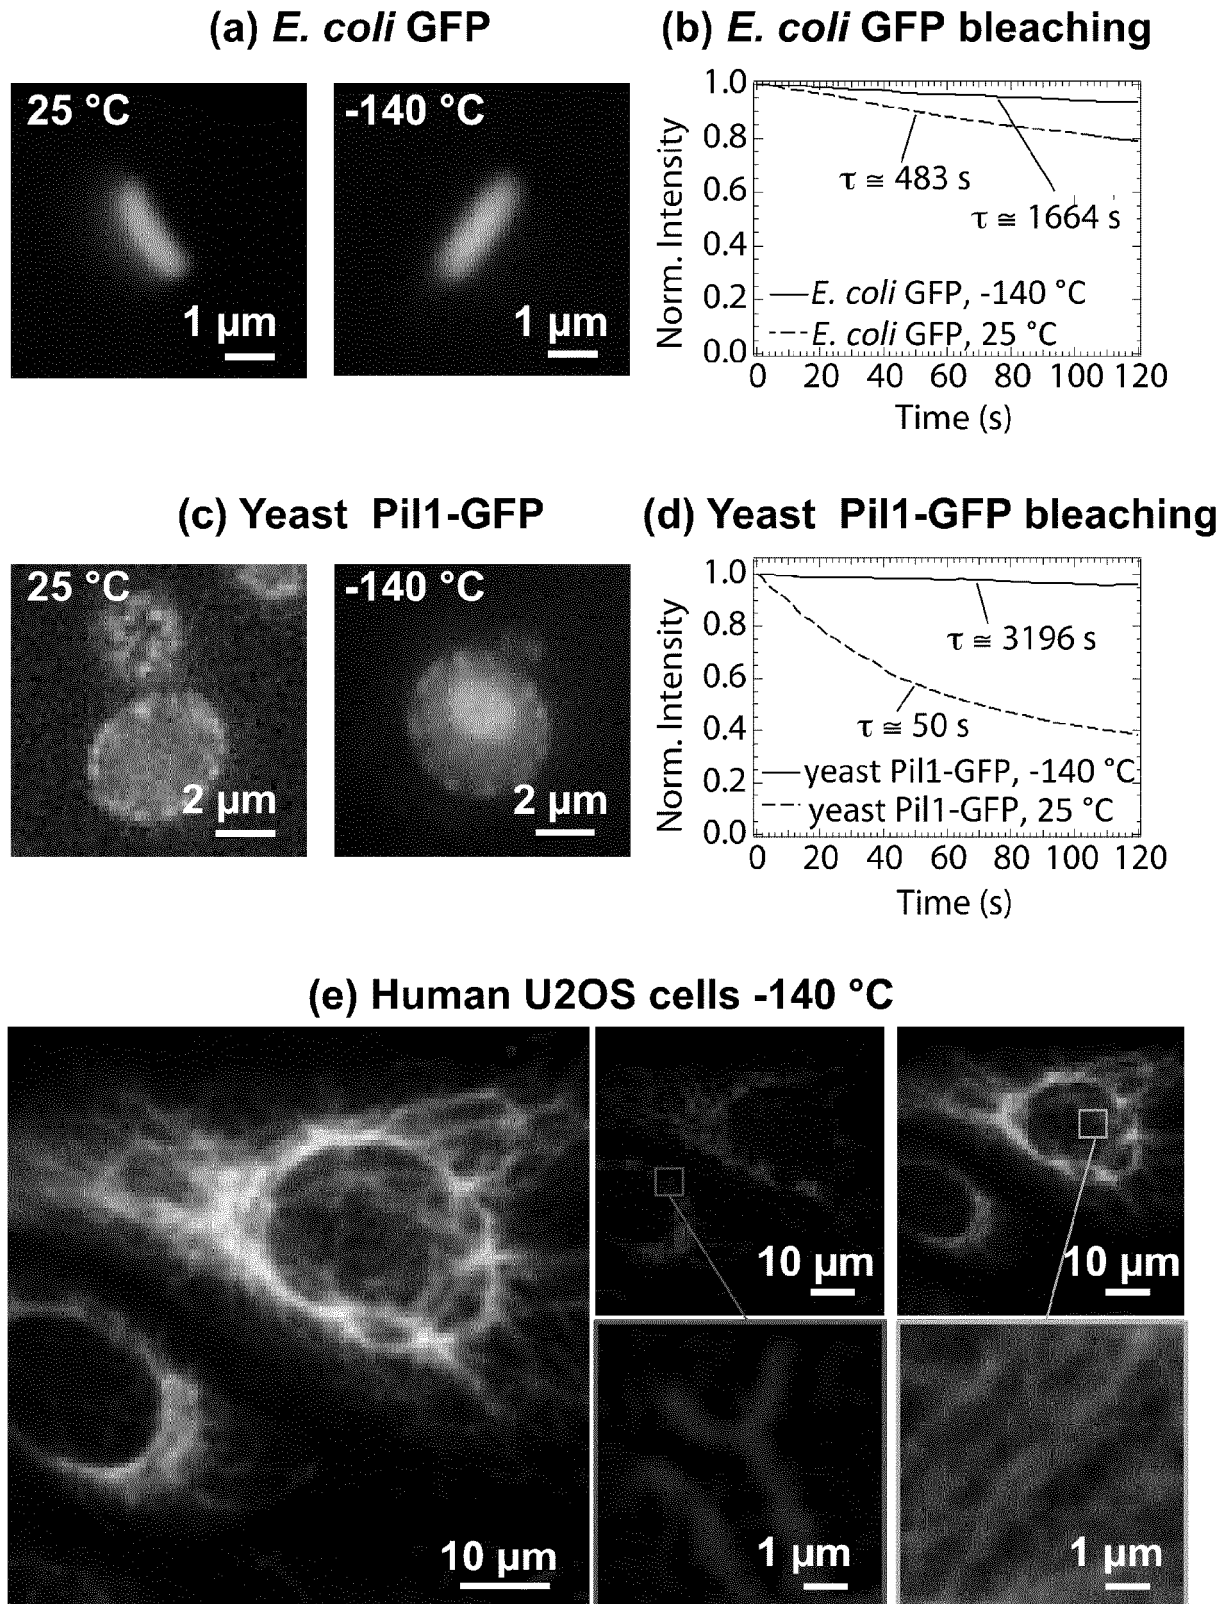 (a) E. coli GFP
(b) E. coli GFP bleaching
25 °C
-140 °C
1 µm
1 µm
Norm. Intensity
1.0
0.8
0.6
0.4
0.2
0.0
τ ≅ 483 s
τ ≅ 1664 s
E. coli GFP, -140 °C
E. coli GFP, 25 °C
0 20 40 60 80 100 120
Time (s)
(c) Yeast Pil1-GFP
(d) Yeast Pil1-GFP bleaching
25 °C
-140 °C
2 µm
2 µm
Norm. Intensity
1.0
0.8
0.6
0.4
0.2
0.0
τ ≅ 3196 s
τ ≅ 50 s
yeast Pil1-GFP, -140 °C
yeast Pil1-GFP, 25 °C
0 20 40 60 80 100 120
Time (s)
(e) Human U2OS cells -140 °C
10 µm
10 µm
10 µm
1 µm
1 µm